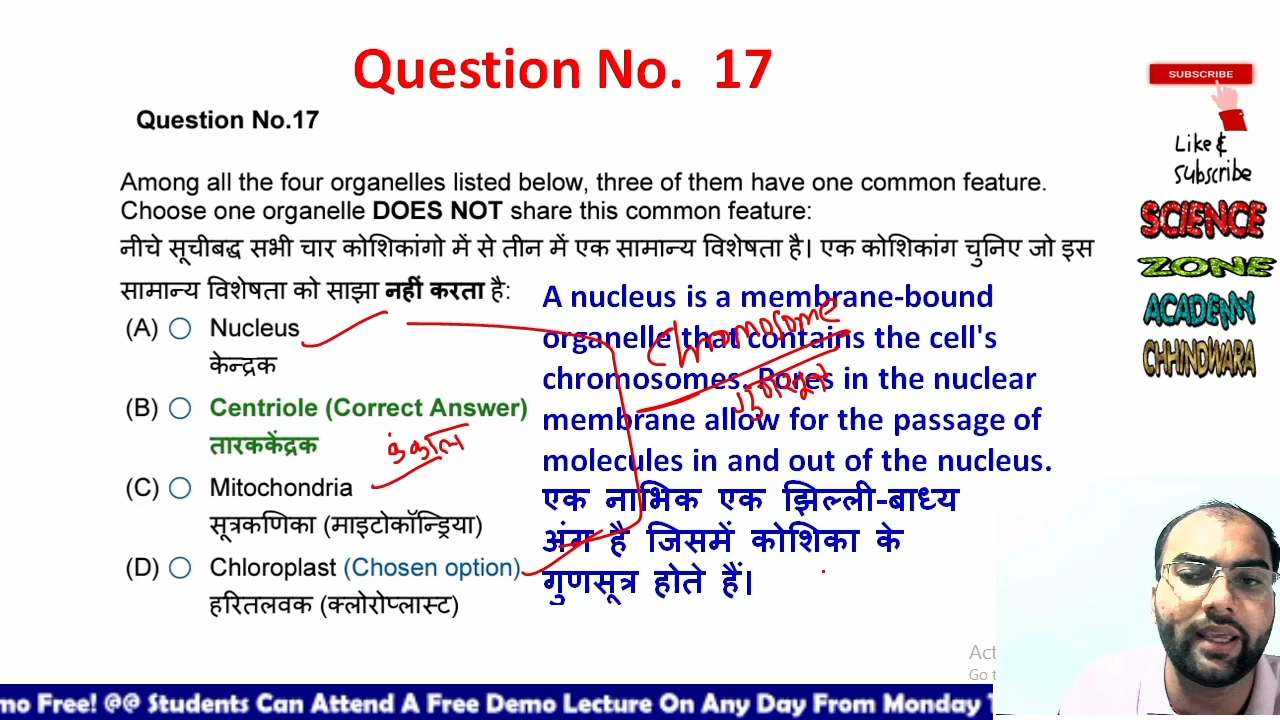 Question No. 17
Question No.17
Among all the four organelles listed below, three of them have one common feature.
Choose one organelle DOES NOT share this common feature:
नीचे सूचीबद्ध सभी चार कोशिकांगो में से तीन में एक सामान्य विशेषता है। एक कोशिकांग चुनिए जो इस
सामान्य विशेषता को साझा नहीं करता है:
(A) Nucleus
केन्द्रक
(B) Centriole (Correct Answer)
तारककेंद्रक
कंकाल
(C) Mitochondria
सूत्रकणिका (माइटोकॉन्ड्रिया)
(D) Chloroplast (Chosen option)
हरितलवक (क्लोरोप्लास्ट)
A nucleus is a membrane-bound
organelle that contains the cell's
chromosomes. Pores in the nuclear
membrane allow for the passage of
molecules in and out of the nucleus.
एक नाभिक एक झिल्ली-बाध्य
अंग है जिसमें कोशिका के
गुणसूत्र होते हैं।
Chromosome
गुणसूत्र
SUBSCRIBE
Like &
Subscribe
SCIENCE
ZONE
ACADEMY
CHHINDWARA
Go t
mo Free! @@ Students Can Attend A Free Demo Lecture On Any Day From Monday T